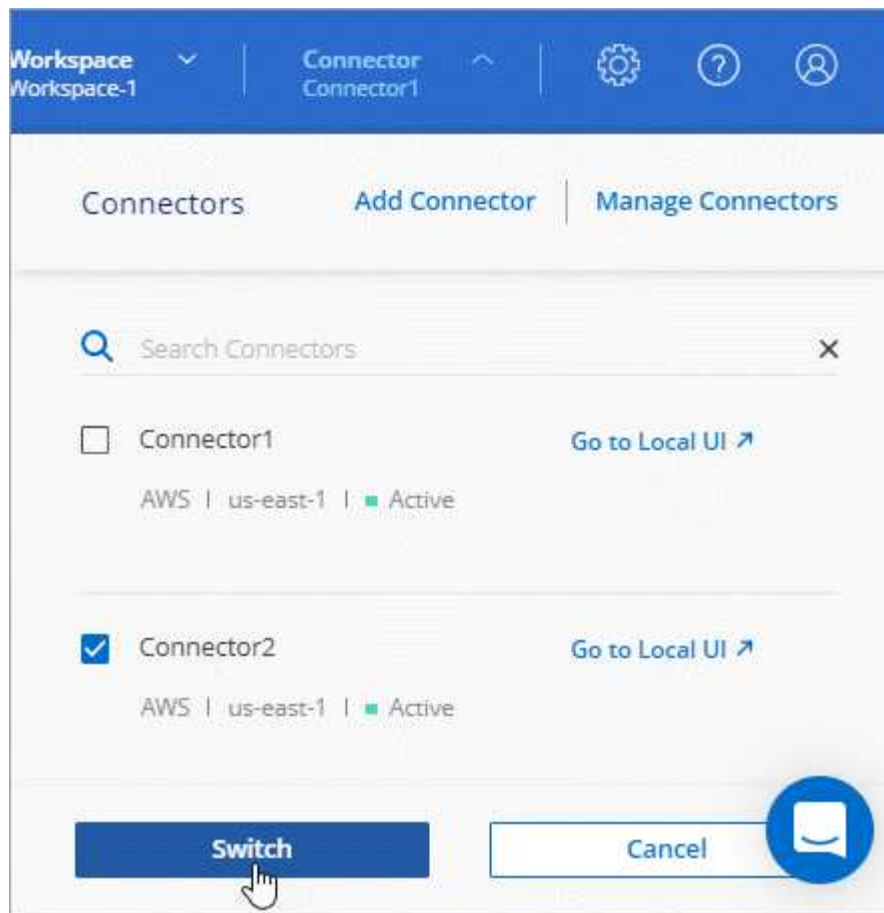 Workspace
Workspace-1
Connector
Connector1
Connectors Add Connector Manage Connectors
Search Connectors
Connector1 Go to Local UI
AWS | us-east-1 | Active
Connector2 Go to Local UI
AWS | us-east-1 | Active
Switch Cancel